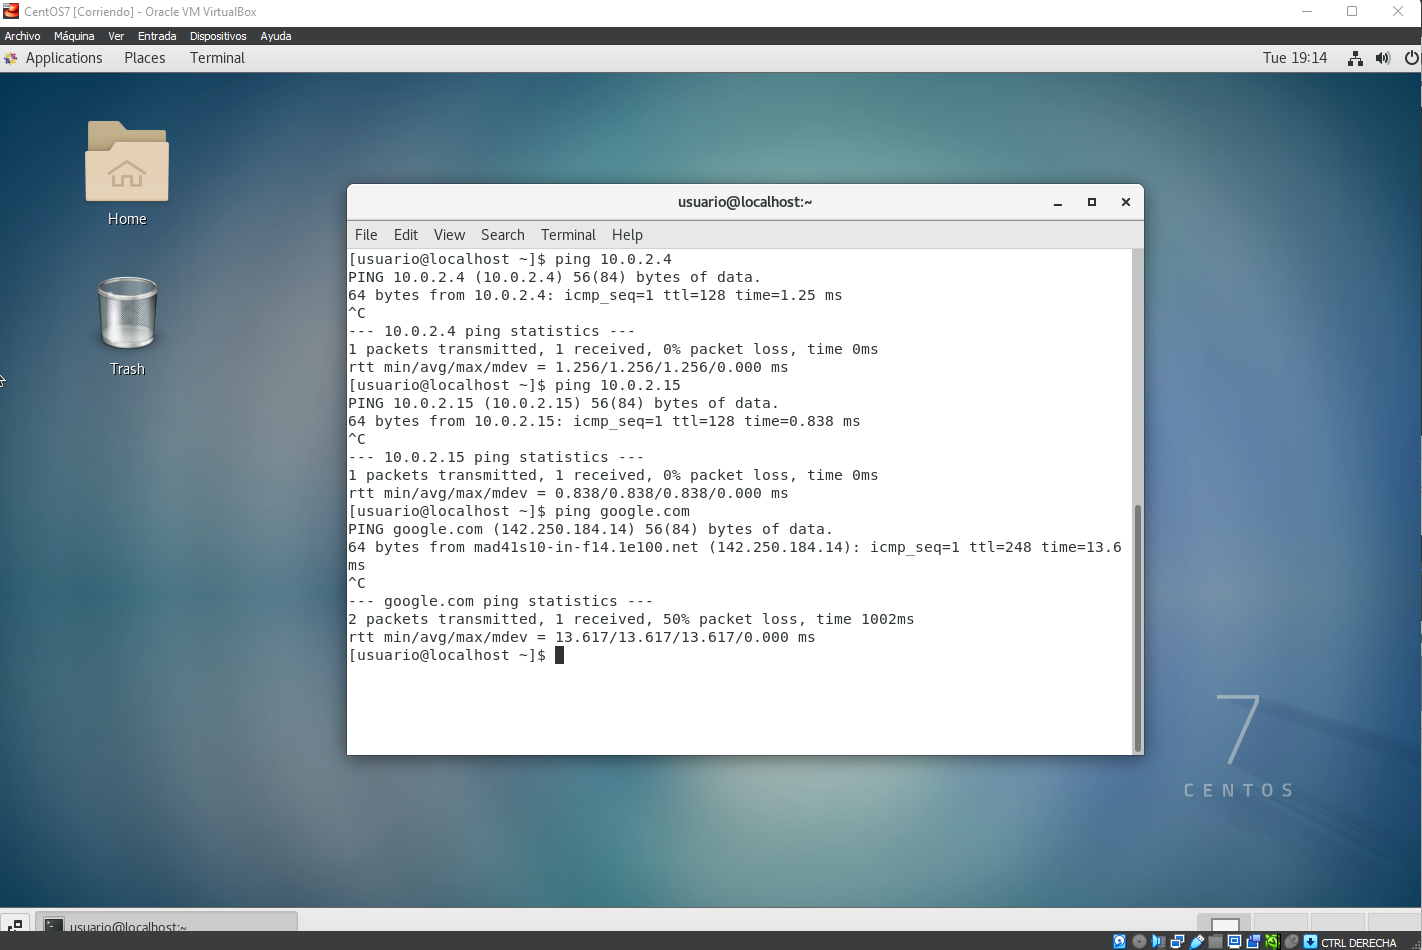 CentOS7 [Corriendo] - Oracle VM VirtualBox
Archivo Máquina Ver Entrada Dispositivos Ayuda
Applications Places Terminal Tue 19:14
Home
Trash
usuario@localhost:~
File Edit View Search Terminal Help
[usuario@localhost ~]$ ping 10.0.2.4
PING 10.0.2.4 (10.0.2.4) 56(84) bytes of data.
64 bytes from 10.0.2.4: icmp_seq=1 ttl=128 time=1.25 ms
^C
--- 10.0.2.4 ping statistics ---
1 packets transmitted, 1 received, 0% packet loss, time 0ms
rtt min/avg/max/mdev = 1.256/1.256/1.256/0.000 ms
[usuario@localhost ~]$ ping 10.0.2.15
PING 10.0.2.15 (10.0.2.15) 56(84) bytes of data.
64 bytes from 10.0.2.15: icmp_seq=1 ttl=128 time=0.838 ms
^C
--- 10.0.2.15 ping statistics ---
1 packets transmitted, 1 received, 0% packet loss, time 0ms
rtt min/avg/max/mdev = 0.838/0.838/0.838/0.000 ms
[usuario@localhost ~]$ ping google.com
PING google.com (142.250.184.14) 56(84) bytes of data.
64 bytes from mad41s10-in-f14.1e100.net (142.250.184.14): icmp_seq=1 ttl=248 time=13.6
ms
^C
--- google.com ping statistics ---
2 packets transmitted, 1 received, 50% packet loss, time 1002ms
rtt min/avg/max/mdev = 13.617/13.617/13.617/0.000 ms
[usuario@localhost ~]$
7
CENTOS
usuario@localhost:~
CTRL DERECHA